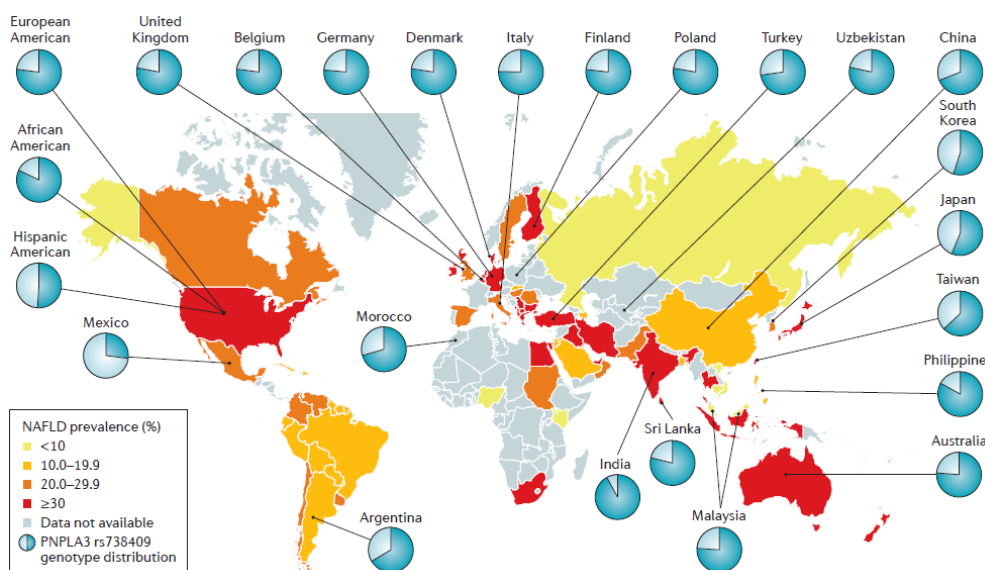 European
American
United
Kingdom
Belgium
Germany
Denmark
Italy
Finland
Poland
Turkey
Uzbekistan
China
African
American
South
Korea
Hispanic
American
Japan
Mexico
Morocco
Taiwan
Philippine
NAFLD prevalence (%)
<10
10.0–19.9
20.0–29.9
≥30
Data not available
PNPLA3 rs738409
genotype distribution
Sri Lanka
India
Australia
Argentina
Malaysia